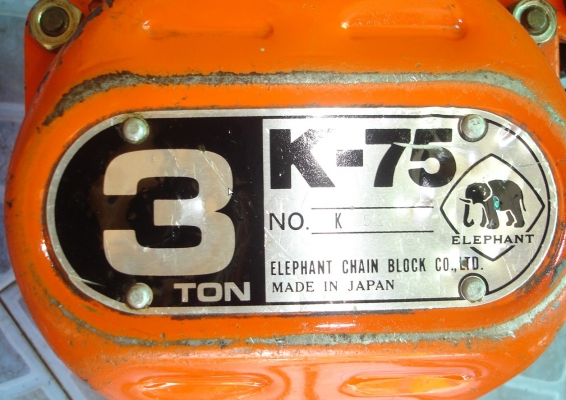 3
TON
K-75
NO. K
ELEPHANT
ELEPHANT CHAIN BLOCK CO.,LTD.
MADE IN JAPAN